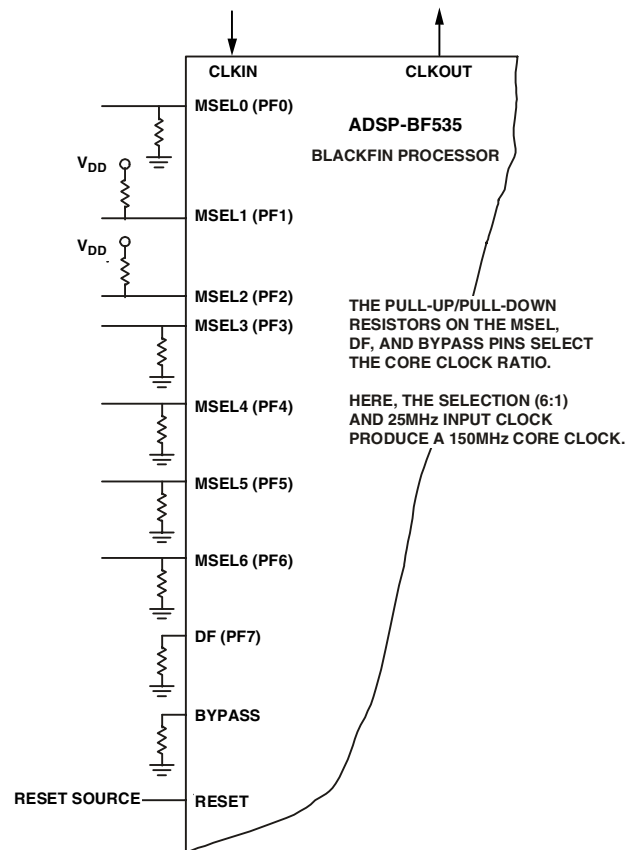 CLKIN
CLKOUT
MSEL0 (PF0)
ADSP-BF535
BLACKFIN PROCESSOR
VDD
MSEL1 (PF1)
VDD
MSEL2 (PF2)
MSEL3 (PF3)
THE PULL-UP/PULL-DOWN
RESISTORS ON THE MSEL,
DF, AND BYPASS PINS SELECT
THE CORE CLOCK RATIO.
HERE, THE SELECTION (6:1)
AND 25MHz INPUT CLOCK
PRODUCE A 150MHz CORE CLOCK.
MSEL4 (PF4)
MSEL5 (PF5)
MSEL6 (PF6)
DF (PF7)
BYPASS
RESET SOURCE
RESET